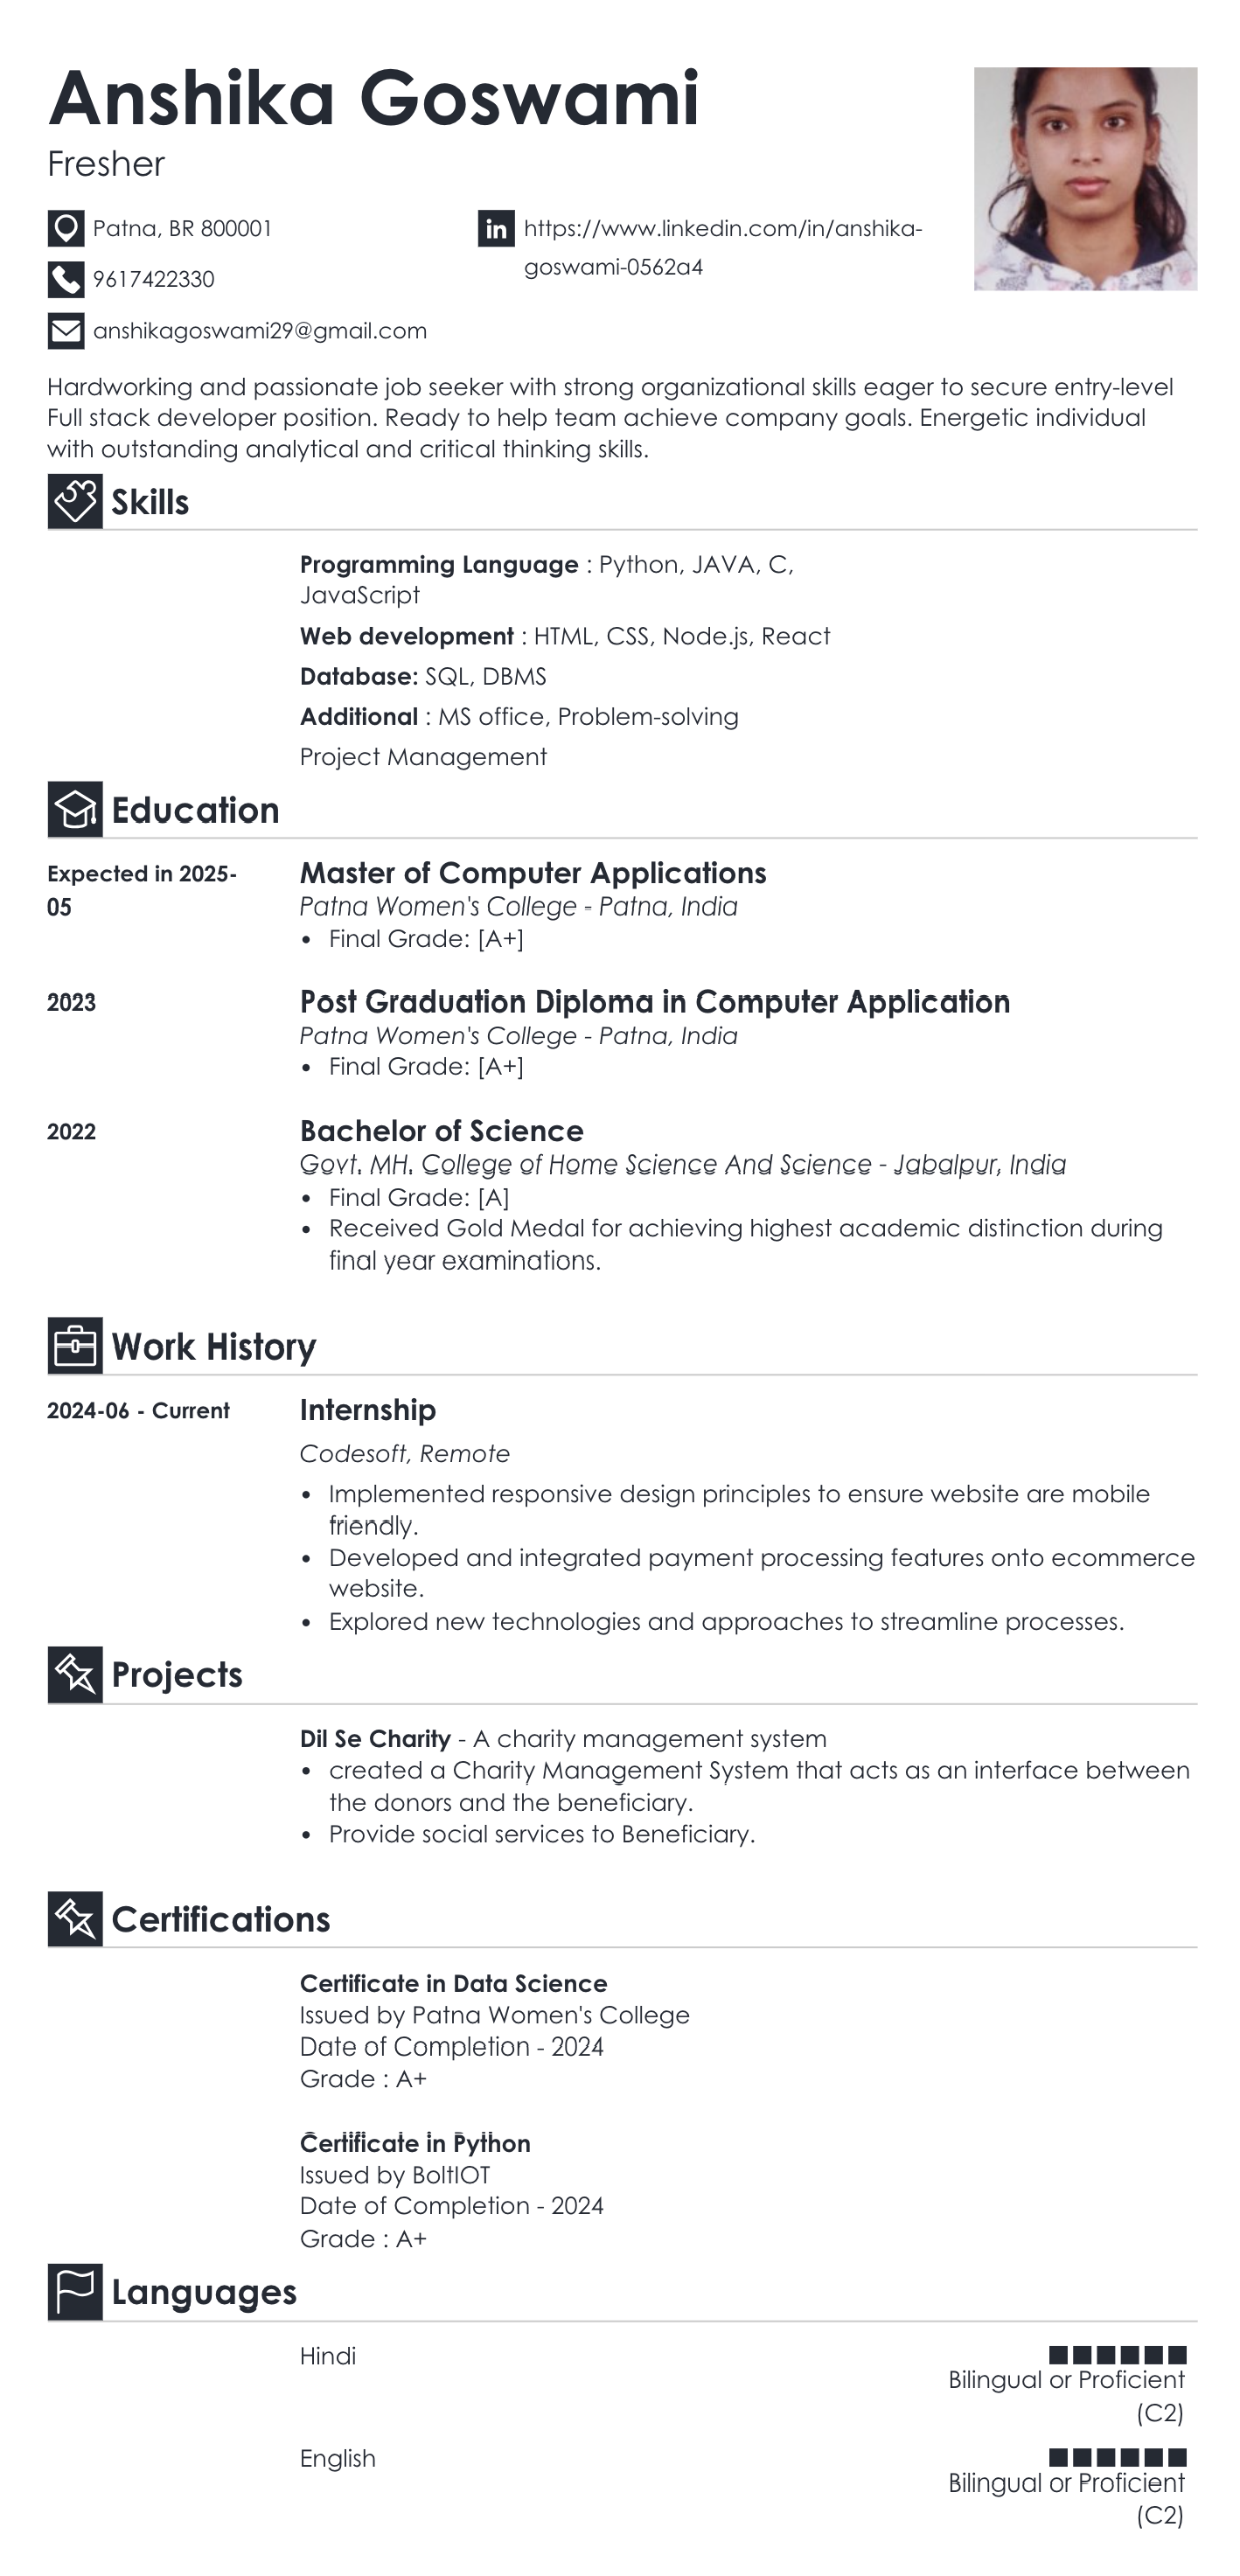 Anshika Goswami
Fresher
Patna, BR 800001
9617422330
anshikagoswami29@gmail.com
in https://www.linkedin.com/in/anshika-
goswami-0562a4
Hardworking and passionate job seeker with strong organizational skills eager to secure entry-level
Full stack developer position. Ready to help team achieve company goals. Energetic individual
with outstanding analytical and critical thinking skills.
Skills
Programming Language : Python, JAVA, C,
JavaScript
Web development : HTML, CSS, Node.js, React
Database: SQL, DBMS
Additional : MS office, Problem-solving
Project Management
Education
Expected in 2025-
05
Master of Computer Applications
Patna Women's College - Patna, India
• Final Grade: [A+]
2023
Post Graduation Diploma in Computer Application
Patna Women's College - Patna, India
• Final Grade: [A+]
2022
Bachelor of Science
Govt. MH. College of Home Science And Science - Jabalpur, India
• Final Grade: [A]
• Received Gold Medal for achieving highest academic distinction during
final year examinations.
Work History
2024-06 - Current
Internship
Codesoft, Remote
• Implemented responsive design principles to ensure website are mobile
friendly.
• Developed and integrated payment processing features onto ecommerce
website.
• Explored new technologies and approaches to streamline processes.
Projects
Dil Se Charity - A charity management system
• created a Charity Management System that acts as an interface between
the donors and the beneficiary.
• Provide social services to Beneficiary.
Certifications
Certificate in Data Science
Issued by Patna Women's College
Date of Completion - 2024
Grade : A+
Certificate in Python
Issued by BoltIOT
Date of Completion - 2024
Grade : A+
Languages
Hindi
Bilingual or Proficient
(C2)
English
Bilingual or Proficient
(C2)